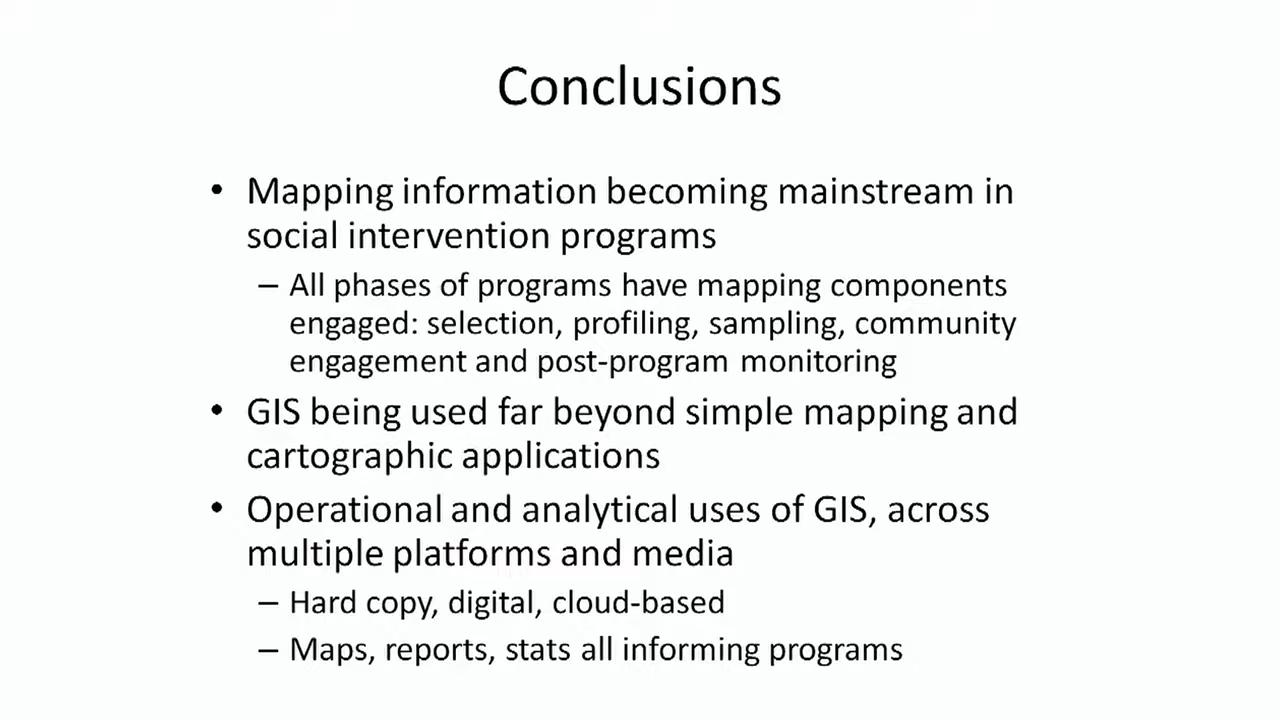 Conclusions
• Mapping information becoming mainstream in
social intervention programs
– All phases of programs have mapping components
engaged: selection, profiling, sampling, community
engagement and post-program monitoring
• GIS being used far beyond simple mapping and
cartographic applications
• Operational and analytical uses of GIS, across
multiple platforms and media
– Hard copy, digital, cloud-based
– Maps, reports, stats all informing programs